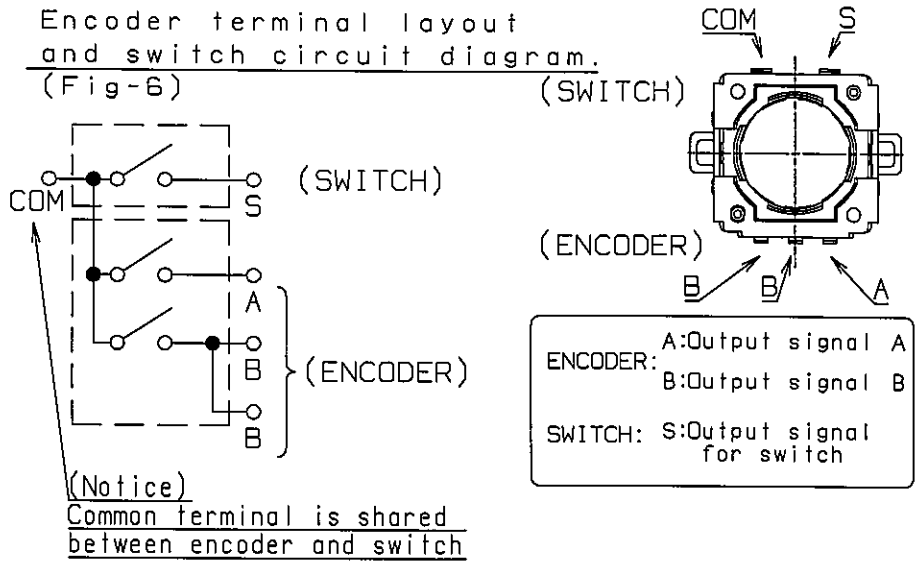 Encoder terminal layout
and switch circuit diagram.
(Fig-6)
COM
S
(SWITCH)
A
B
B
(ENCODER)
(Notice)
Common terminal is shared
between encoder and switch
COM S
(SWITCH)
(ENCODER)
B B A
ENCODER: A:Output signal A
B:Output signal B
SWITCH: S:Output signal
for switch